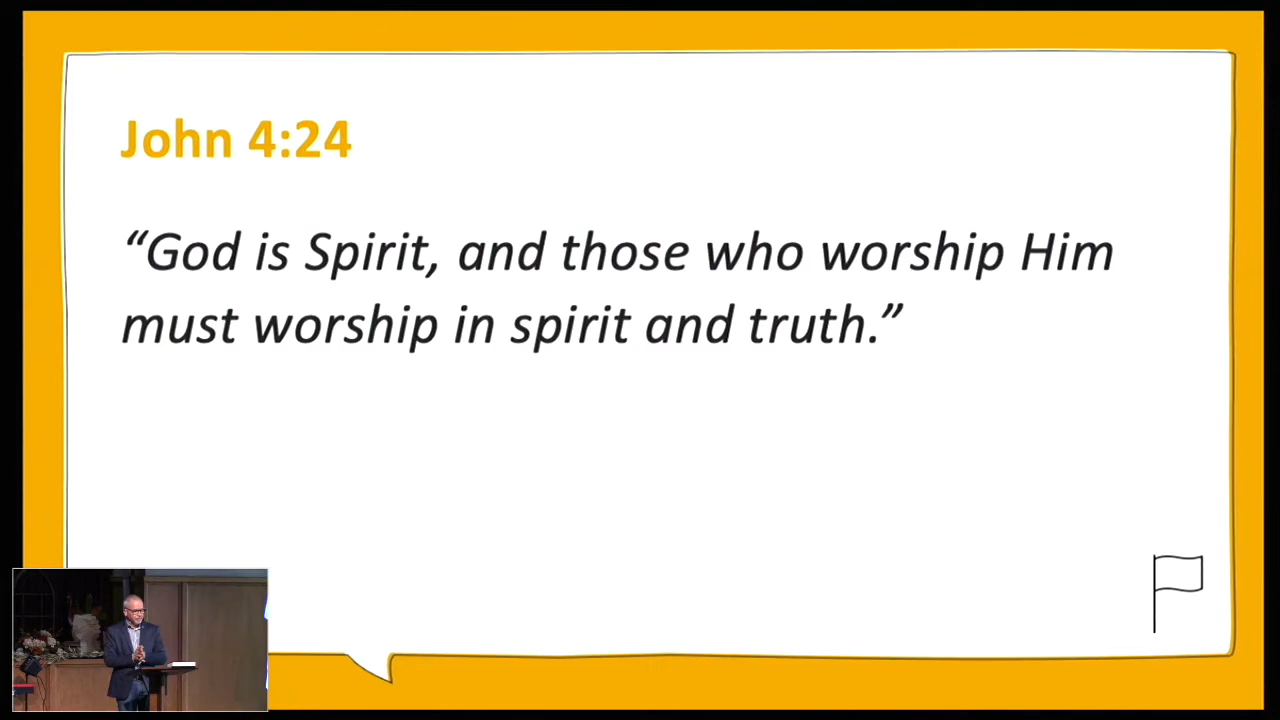 John 4:24
“God is Spirit, and those who worship Him
must worship in spirit and truth.”